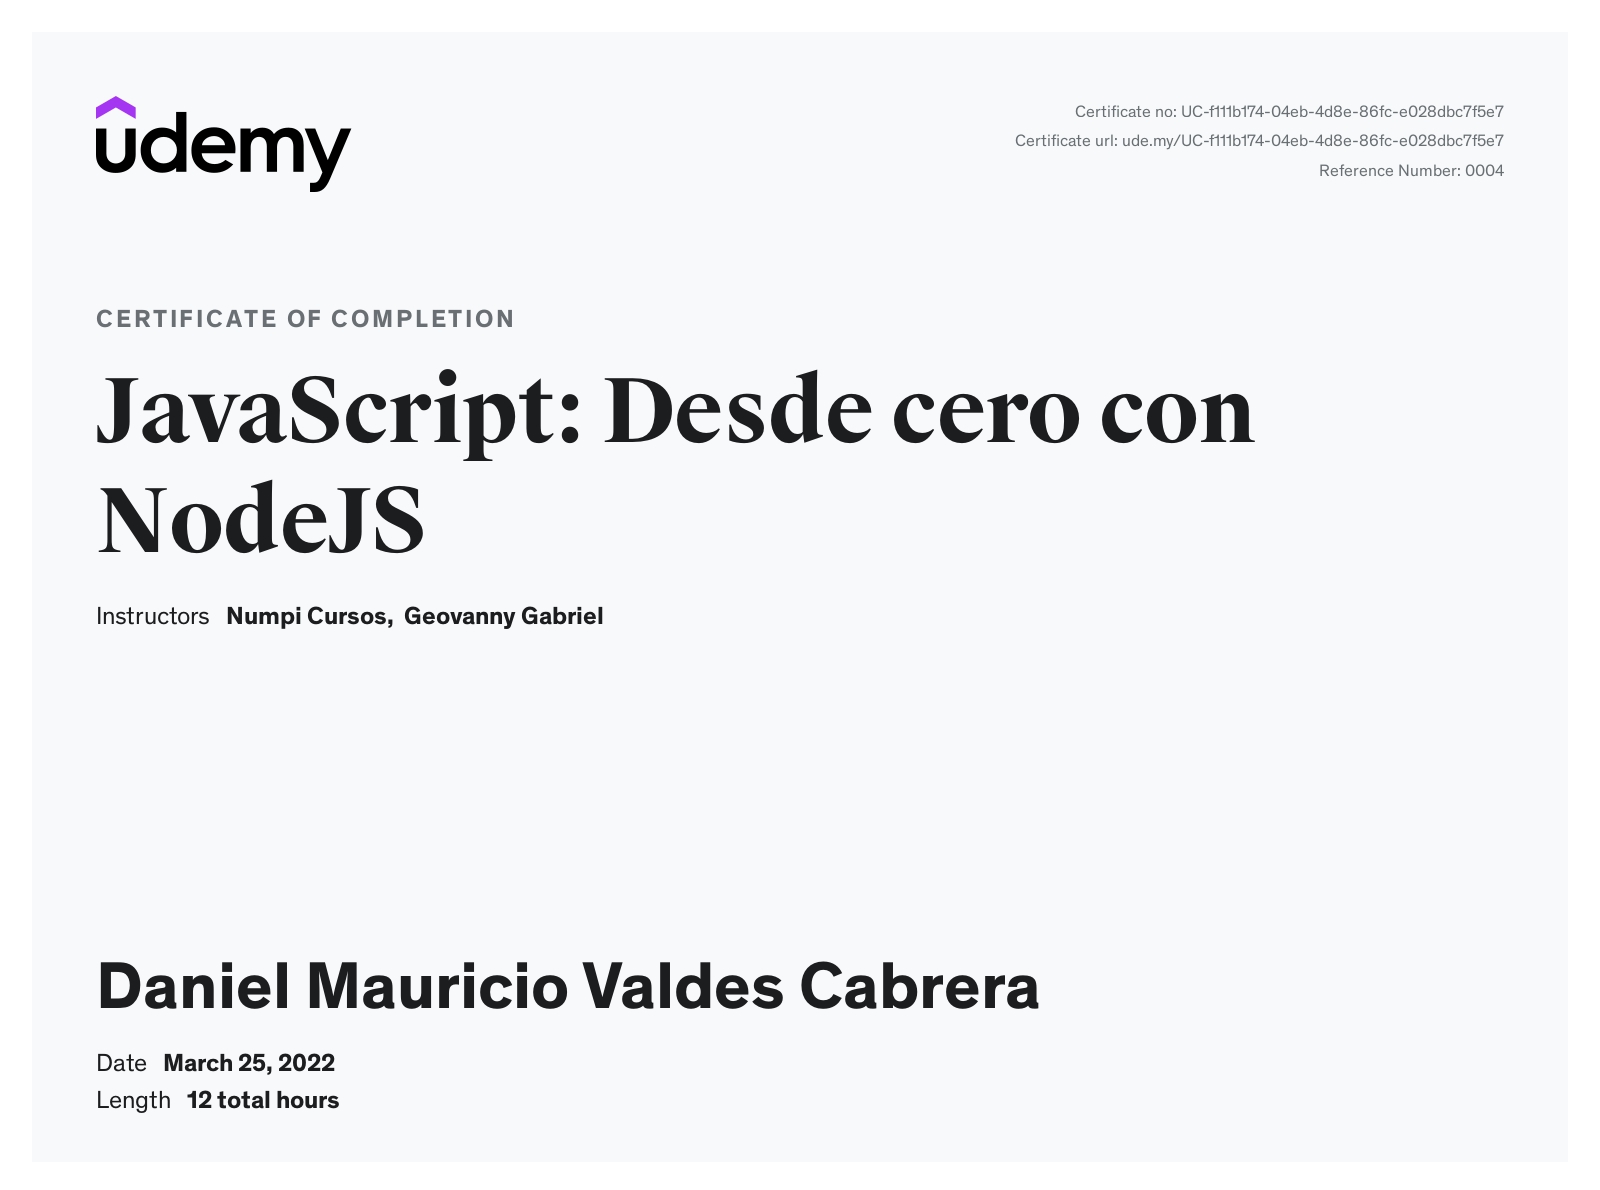 udemy
Certificate no: UC-f111b174-04eb-4d8e-86fc-e028dbc7f5e7
Certificate url: ude.my/UC-f111b174-04eb-4d8e-86fc-e028dbc7f5e7
Reference Number: 0004
CERTIFICATE OF COMPLETION
JavaScript: Desde cero con
NodeJS
Instructors Numpi Cursos, Geovanny Gabriel
Daniel Mauricio Valdes Cabrera
Date March 25, 2022
Length 12 total hours